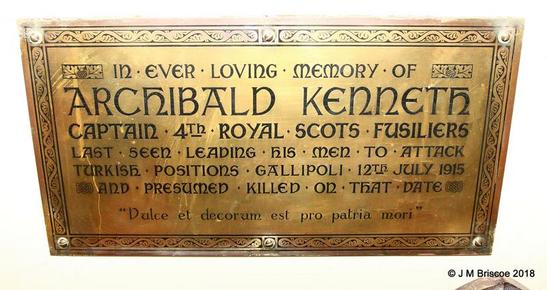 IN · EVER · LOVING · MEMORY · OF
ARCHIBALD KENNETH
CAPTAIN · 4TH · ROYAL · SCOTS · FUSILIERS
LAST · SEEN · LEADING · HIS · MEN · TO · ATTACK
TURKISH · POSITIONS · GALLIPOLI · 12TH · JULY 1915
AND · PRESUMED · KILLED · ON · THAT · DATE
"Dulce et decorum est pro patria mori"
© J M Briscoe 2018